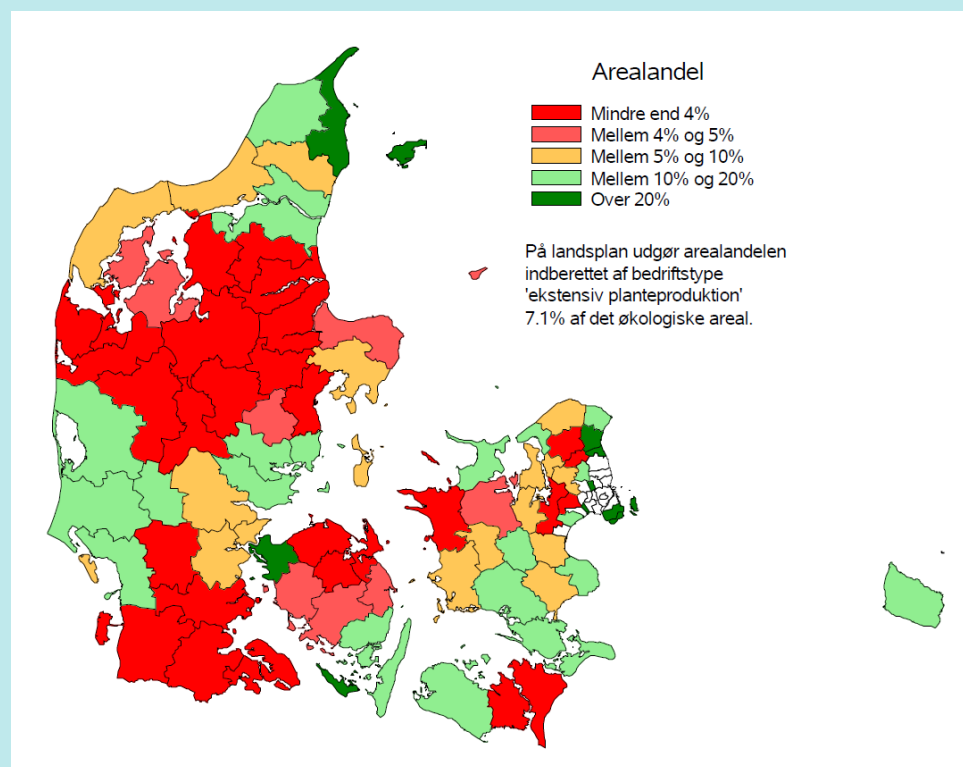 Arealandel
Mindre end 4%
Mellem 4% og 5%
Mellem 5% og 10%
Mellem 10% og 20%
Over 20%
På landsplan udgør arealandelen
indberettet af bedriftstype
'ekstensiv planteproduktion'
7.1% af det økologiske areal.